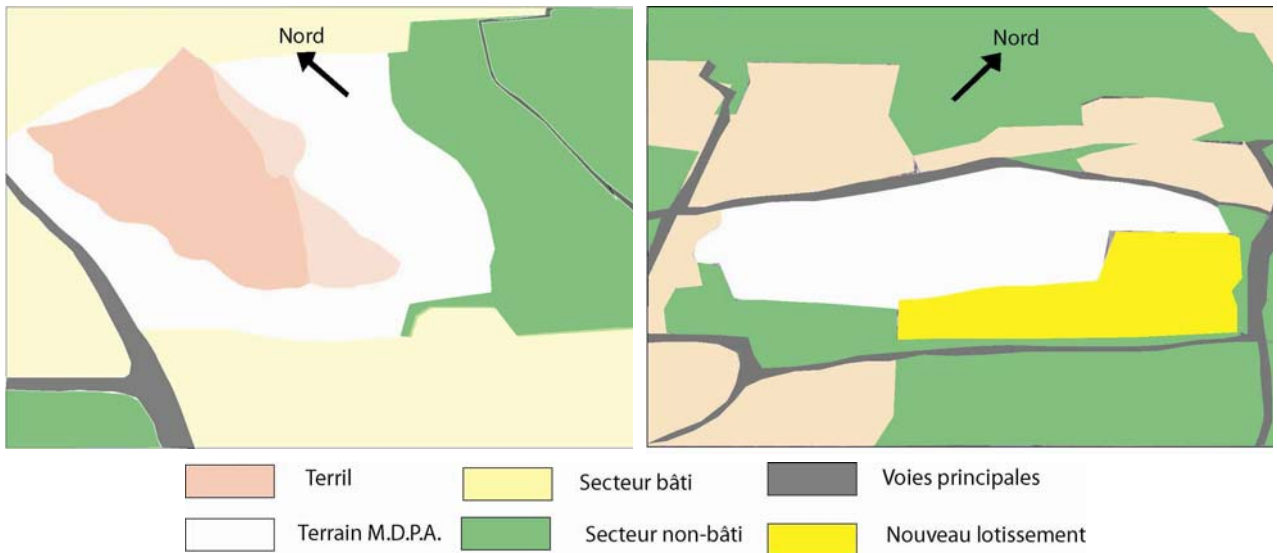 Nord
Nord
Terril
Secteur bâti
Voies principales
Terrain M.D.P.A.
Secteur non-bâti
Nouveau lotissement